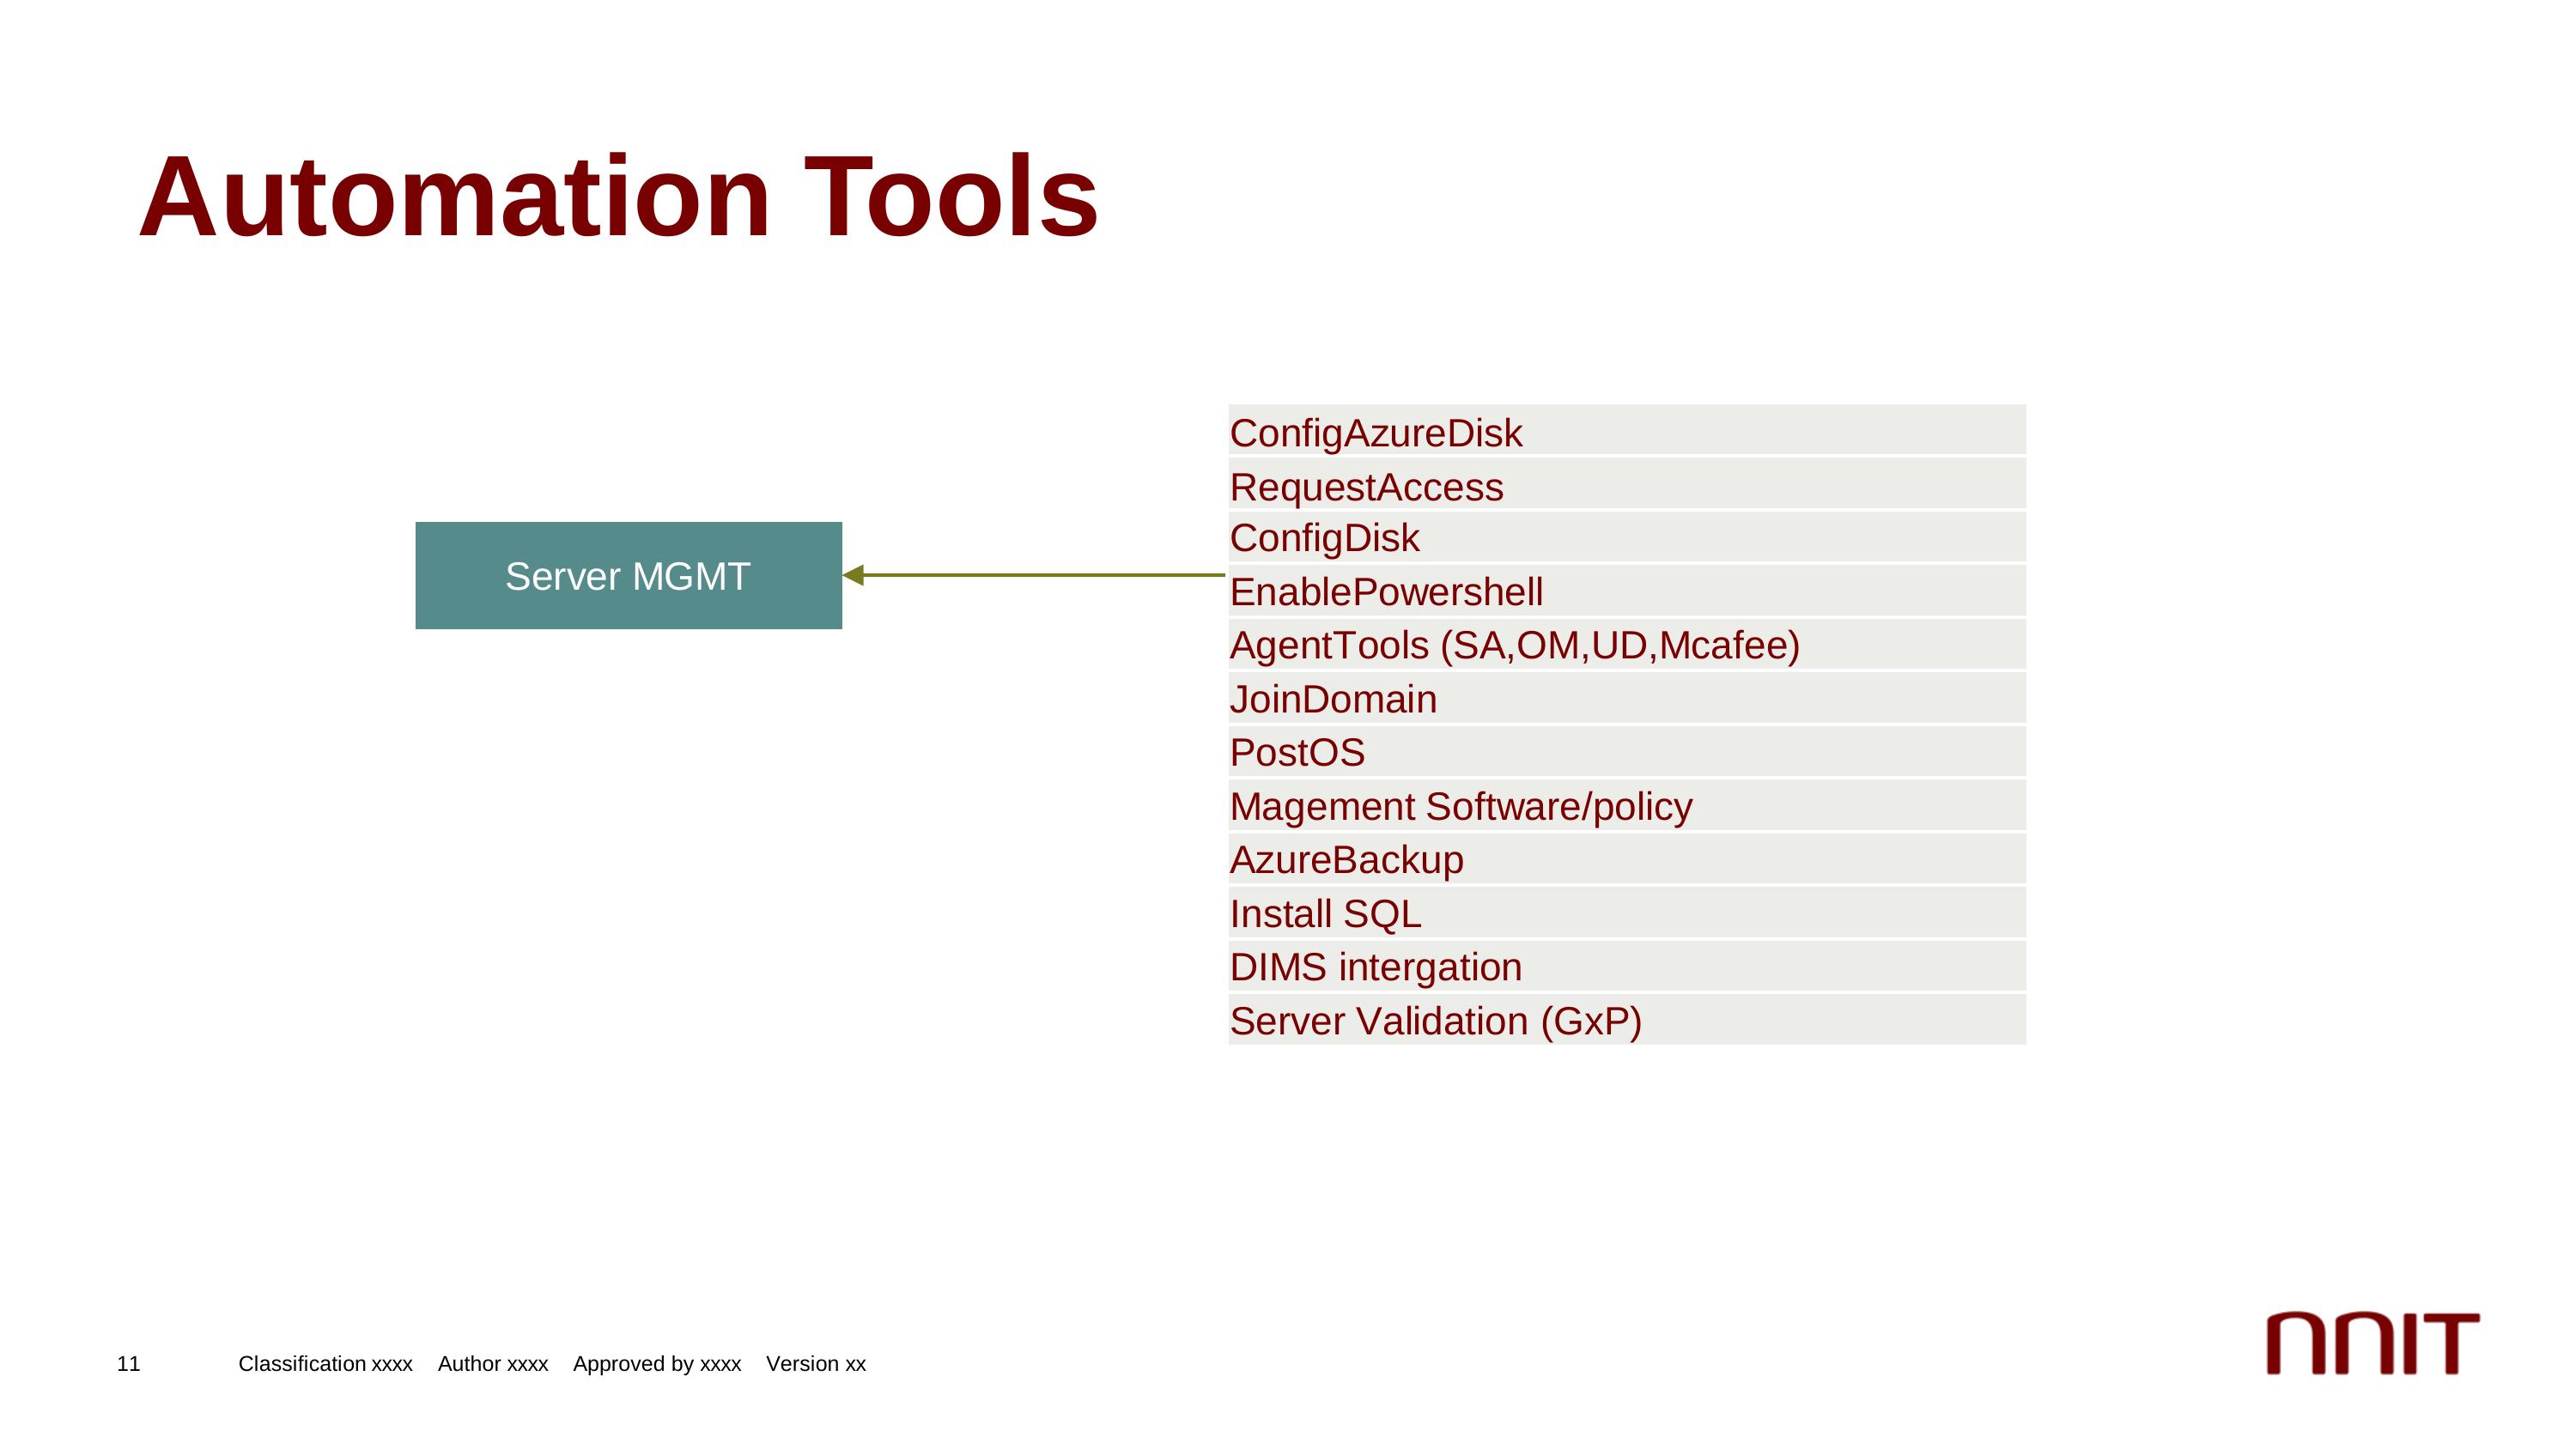 Automation Tools
ConfigAzureDisk
RequestAccess
ConfigDisk
Server MGMT
EnablePowershell
AgentTools (SA,OM,UD,Mcafee)
JoinDomain
PostOS
Magement Software/policy
AzureBackup
Install SQL
DIMS intergation
Server Validation (GxP)
nnIT
11 Classification xxxx Author xxxx Approved by xxxx Version xx